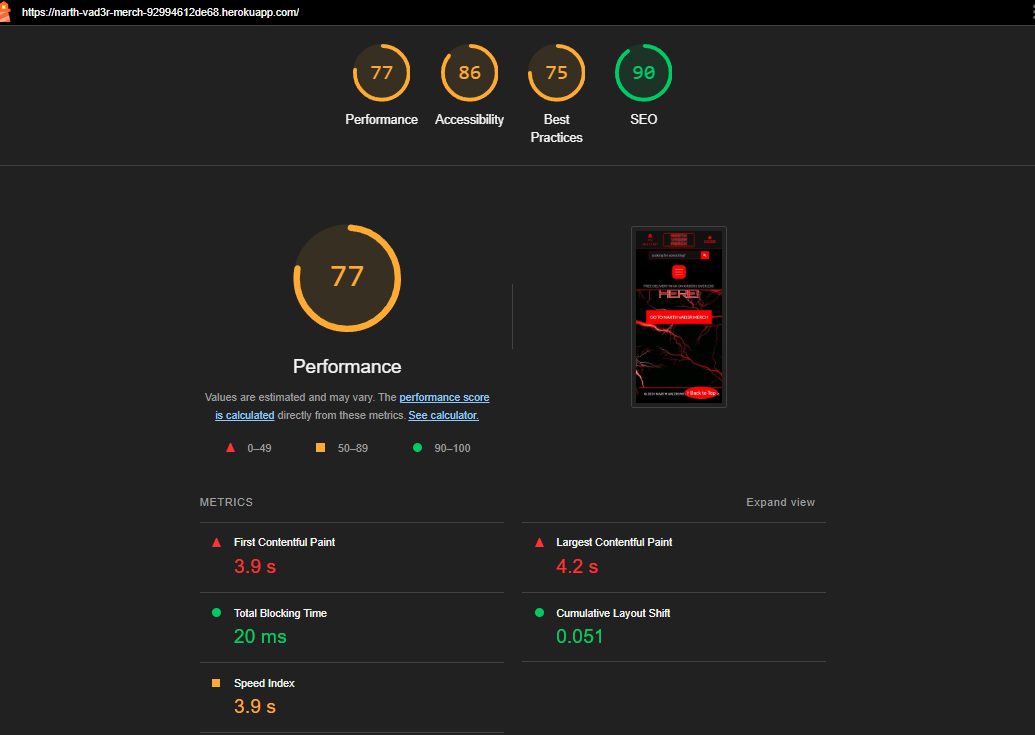 https://narth-vad3r-merch-92994612de68.herokuapp.com/
77
86
75
90
Performance
Accessibility
Best
Practices
SEO
77
Performance
Values are estimated and may vary. The performance score
is calculated directly from these metrics. See calculator.
0–49
50–89
90–100
HERE!
GO TO NARTH VAD3R MERCH
Back to Top
METRICS
Expand view
First Contentful Paint
3.9 s
Largest Contentful Paint
4.2 s
Total Blocking Time
20 ms
Cumulative Layout Shift
0.051
Speed Index
3.9 s